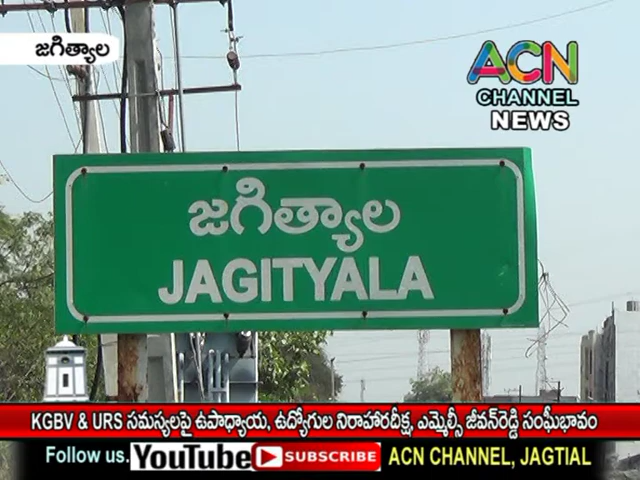 జగిత్యాల
ACN
CHANNEL
NEWS
జగిత్యాల
JAGITYALA
KGBV & URS సమస్యలపై ఉపాధ్యాయ, ఉద్యోగుల నిరాహారదీక్ష, ఎమ్మెల్సీ జీవన్‌రెడ్డి సంఘీభావం
Follow us. YouTube SUBSCRIBE ACN CHANNEL, JAGTIAL